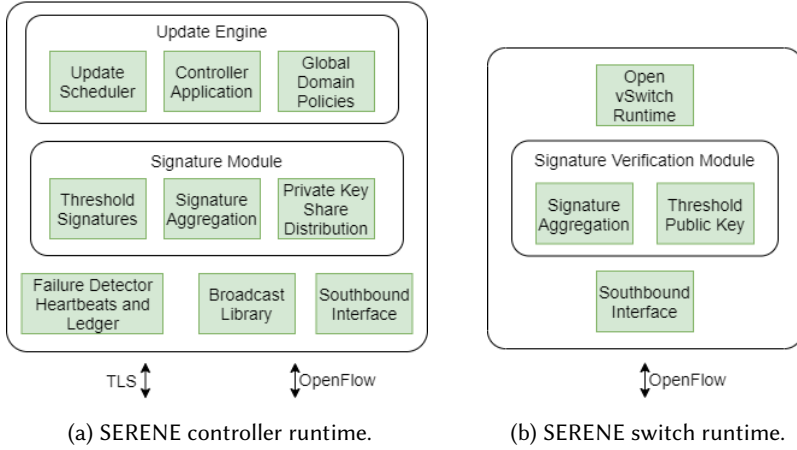 Update Engine
Update
Scheduler
Controller
Application
Global
Domain
Policies
Signature Module
Threshold
Signatures
Signature
Aggregation
Private Key
Share
Distribution
Failure Detector
Heartbeats and
Ledger
Broadcast
Library
Southbound
Interface
TLS
OpenFlow
(a) SERENE controller runtime.
Open
vSwitch
Runtime
Signature Verification Module
Signature
Aggregation
Threshold
Public Key
Southbound
Interface
OpenFlow
(b) SERENE switch runtime.